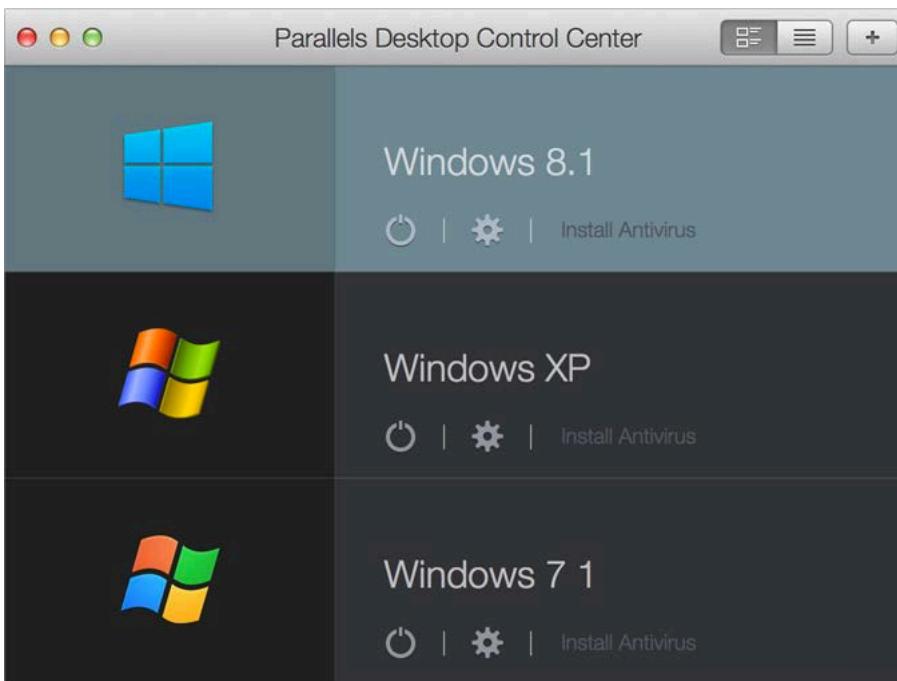 Parallels Desktop Control Center
Windows 8.1
Install Antivirus
Windows XP
Install Antivirus
Windows 7 1
Install Antivirus